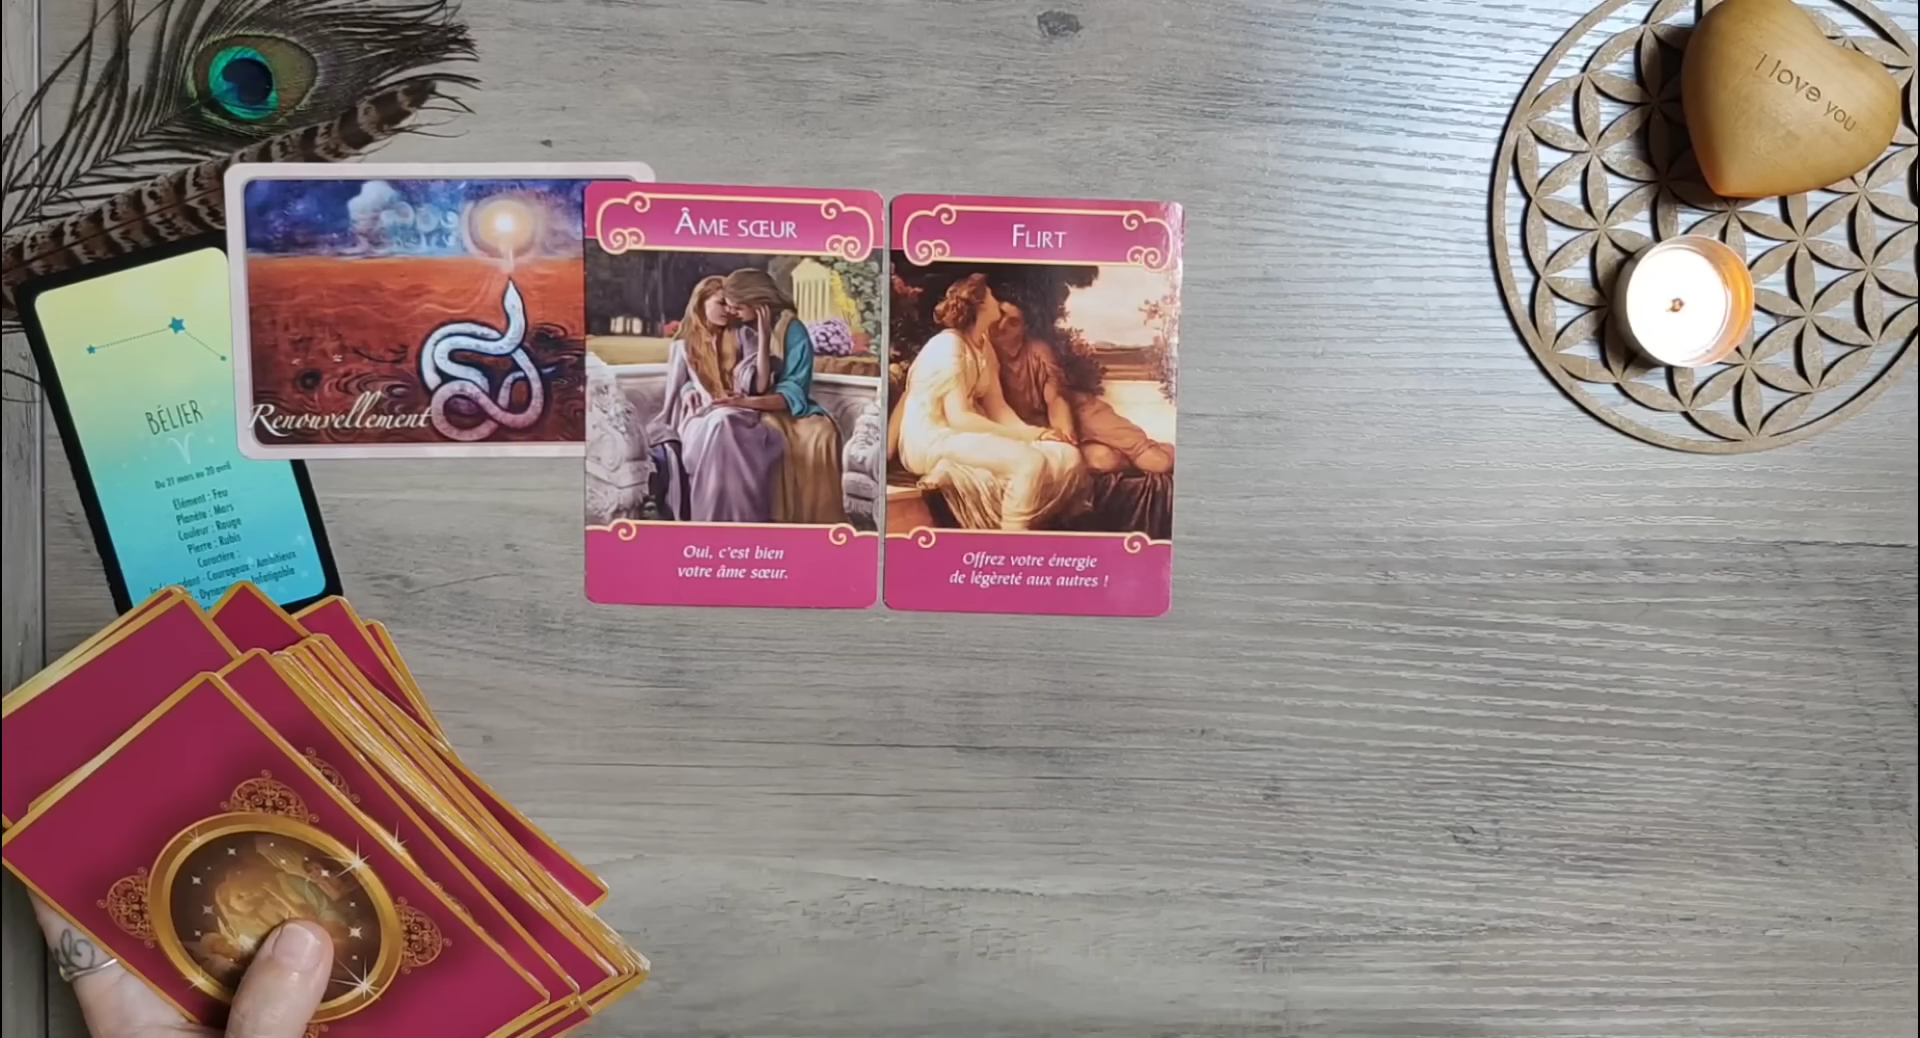 I love you
ÂME SŒUR
FLIRT
Renouvellement
BÉLIER
Du 21 mars au 20 avril
Elément : Feu
Planète : Mars
Couleur : Rouge
Pierre : Rubis
Caractère :
Courageux - Ambitieux
Infatigable
Oui, c'est bien
votre âme sœur.
Offrez votre énergie
de légèreté aux autres !